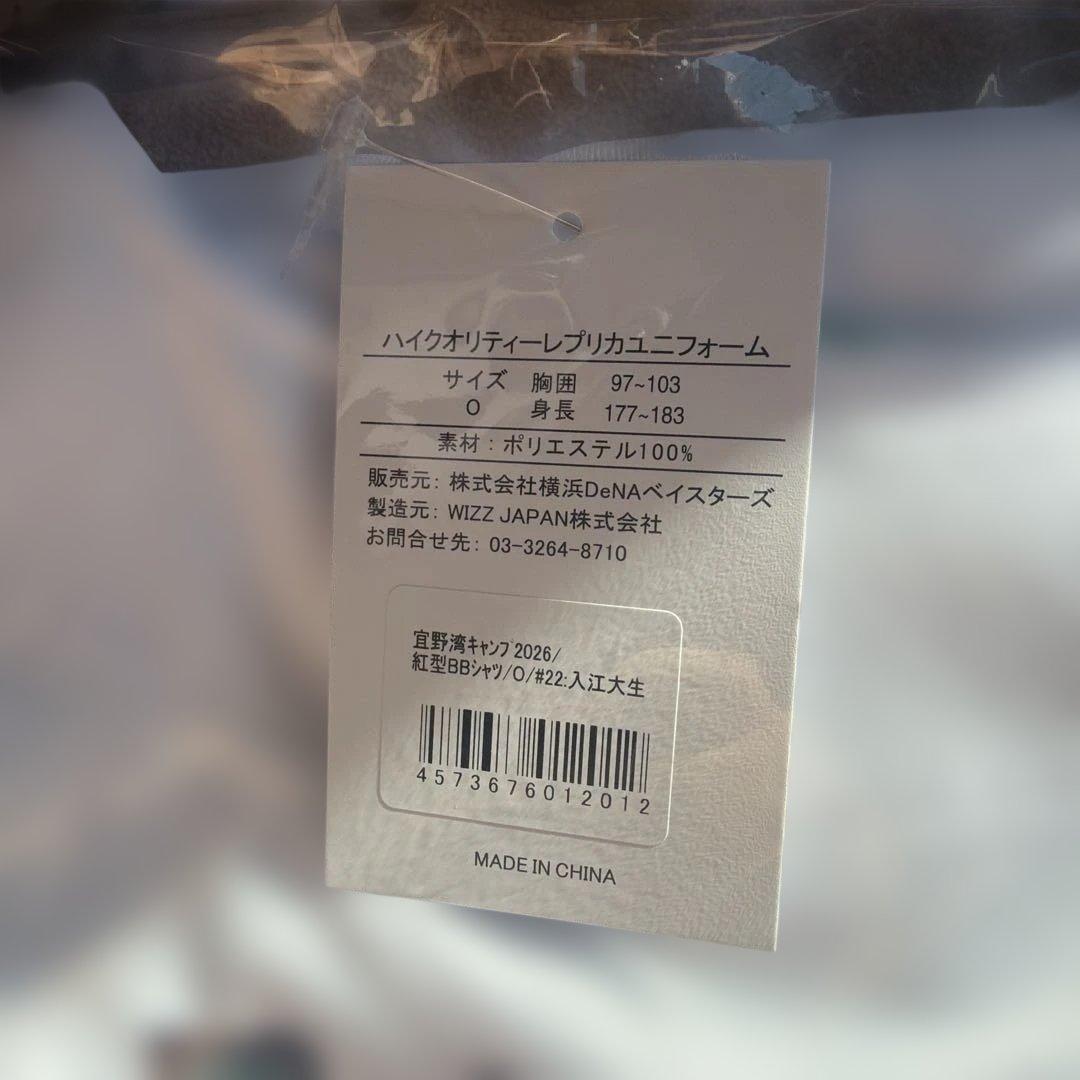 ハイクオリティーレプリカユニフォーム
サイズ 胸囲 97~103
O 身長 177~183
素材：ポリエステル100%
販売元：株式会社横浜DeNAベイスターズ
製造元：WIZZ JAPAN株式会社
お問合せ先：03-3264-8710
宜野湾ｷｬﾝﾌﾟ2026/
紅型BBｼｬﾂ/O/#22:入江大生
4573676012012
MADE IN CHINA